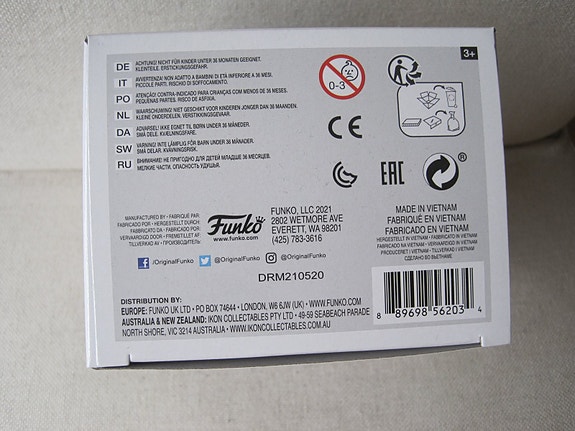 3+
DE ACHTUNG! NICHT FÜR KINDER UNTER 36 MONATEN GEEIGNET.
KLEINTEILE. ERSTICKUNGSGEFAHR.
IT AVVERTENZA! NON ADATTO A BAMBINI DI ETÀ INFERIORE A 36 MESI.
PICCOLE PARTI. RISCHIO DI SOFFOCAMENTO.
PO ATENÇÃO! CONTRA-INDICADO PARA CRIANÇAS COM MENOS DE 36 MESES.
PEQUENAS PARTES. RISCO DE ASFIXIA.
NL WAARSCHUWING! NIET GESCHIKT VOOR KINDEREN JONGER DAN 36 MAANDEN.
KLEINE ONDERDELEN. VERSTIKKINGSGEVAAR.
DA ADVARSEL! IKKE EGNET TIL BØRN UNDER 36 MÅNEDER.
SMÅ DELE. KVÆLNINGSFARE.
SW VARNING! INTE LÄMPLIG FÖR BARN UNDER 36 MÅNADER.
SMÅ DELAR. KVÄVNINGSRISK.
RU ВНИМАНИЕ! НЕ ПРИГОДНО ДЛЯ ДЕТЕЙ МЛАДШЕ 36 МЕСЯЦЕВ.
МЕЛКИЕ ЧАСТИ. ОПАСНОСТЬ УДУШЬЯ.
0-3
CE
EAC
®
MANUFACTURED BY • FABRIQUÉ PAR
FABRICADO POR • HERGESTELLT DURCH
FABBRICATO DA • FABRICADO POR
VERVAARDIGD DOOR • FREMSTILLET AF
TILLVERKAD AV • ПРОИЗВОДИТЕЛЬ
Funko
www.funko.com
FUNKO, LLC 2021
2802 WETMORE AVE
EVERETT, WA 98201
(425) 783-3616
MADE IN VIETNAM
FABRIQUÉ EN VIETNAM
FABRICADO EN VIETNAM
HERGESTELLT IN VIETNAM • FABBRICATO IN VIETNAM
FABRICADO NA VIETNAM • VERVAARDIGD IN VIETNAM
PRODUCERET I VIETNAM • TILLVERKAD I VIETNAM
СДЕЛАНО ВО ВЬЕТНАМЕ
f /OriginalFunko @OriginalFunko @OriginalFunko
DRM210520
DISTRIBUTION BY:
EUROPE: FUNKO UK LTD • PO BOX 74644 • LONDON, W6 6JW (UK) • WWW.FUNKO.COM
AUSTRALIA & NEW ZEALAND: IKON COLLECTABLES PTY LTD • 49-59 SEABEACH PARADE
NORTH SHORE, VIC 3214 AUSTRALIA • WWW.IKONCOLLECTABLES.COM.AU
8 89698 56203 4